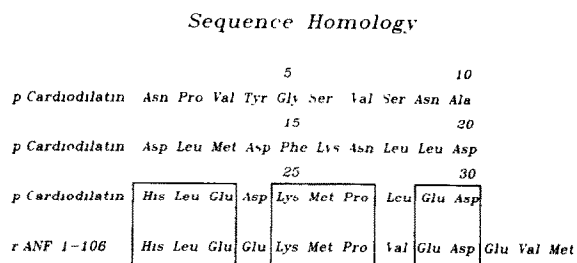 Sequence Homology
5 10
p Cardiodilatin Asn Pro Val Tyr Gly Ser Val Ser Asn Ala
15 20
p Cardiodilatin Asp Leu Met Asp Phe Lys Asn Leu Leu Asp
25 30
p Cardiodilatin His Leu Glu Asp Lys Met Pro Leu Glu Asp
r ANF 1-106 His Leu Glu Glu Lys Met Pro Val Glu Asp Glu Val Met